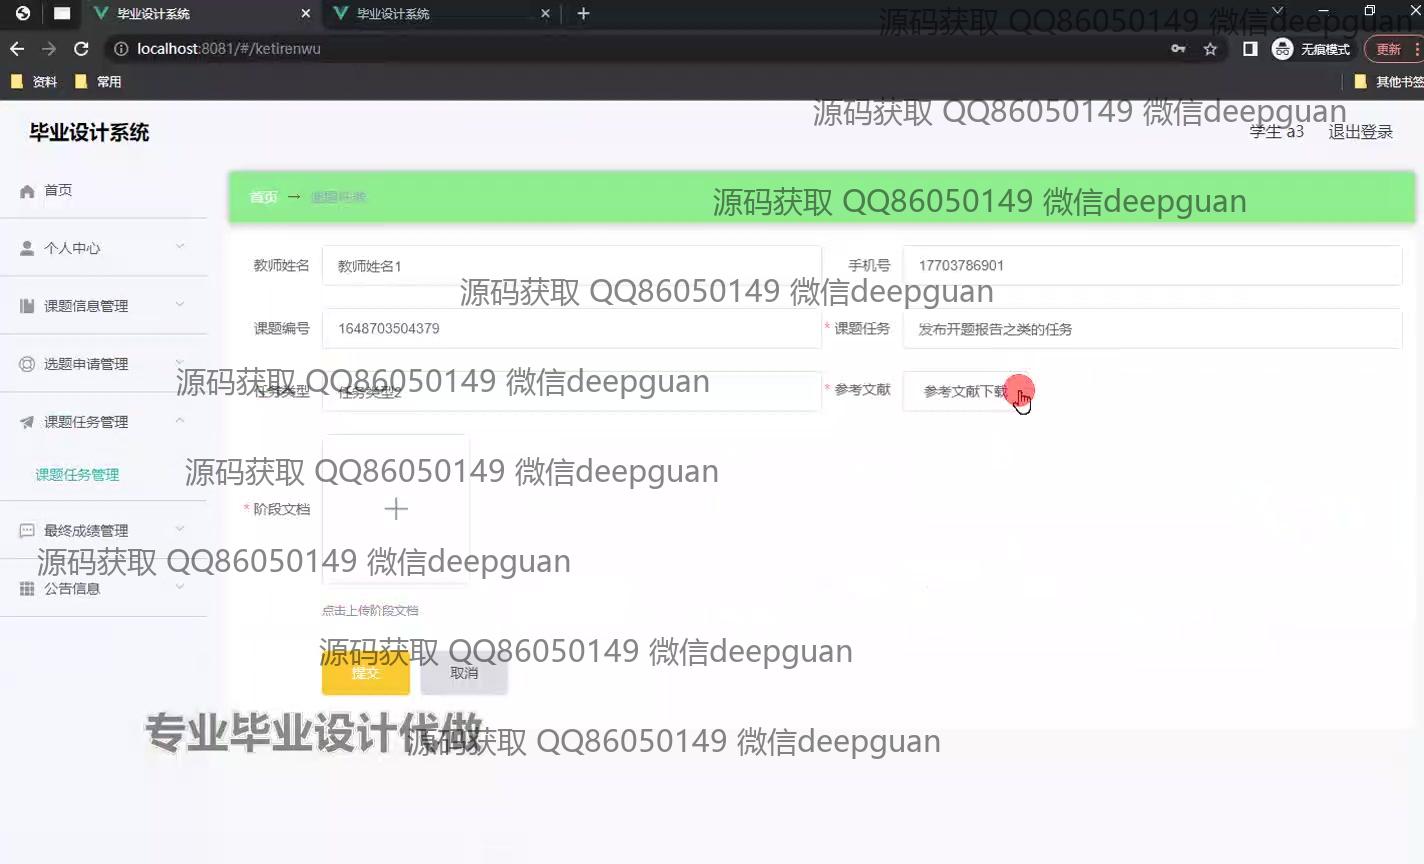 毕业设计系统
毕业设计系统
源码获取 QQ86050149 微信deepguan
localhost:8081/#/ketirenwu
无痕模式
更新
资料
常用
其他书签
源码获取 QQ86050149 微信deepguan
毕业设计系统
学生 a3
退出登录
首页
首页 →
源码获取 QQ86050149 微信deepguan
个人中心
教师姓名
教师姓名1
手机号
17703786901
源码获取 QQ86050149 微信deepguan
课题信息管理
课题编号
1648703504379
* 课题任务
发布开题报告之类的任务
选题申请管理
源码获取 QQ86050149 微信deepguan
任务类型
任务类型2
* 参考文献
参考文献下载
课题任务管理
课题任务管理
源码获取 QQ86050149 微信deepguan
* 阶段文档
最终成绩管理
源码获取 QQ86050149 微信deepguan
公告信息
点击上传阶段文档
源码获取 QQ86050149 微信deepguan
提交
取消
专业毕业设计代做
源码获取 QQ86050149 微信deepguan